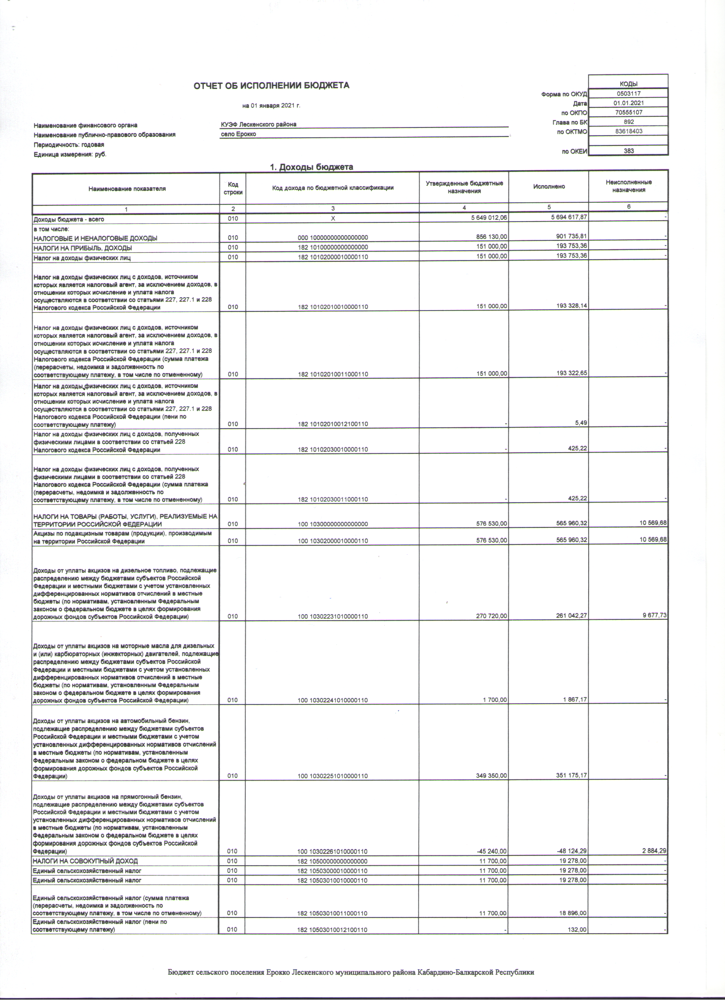 КОДЫ
ОТЧЕТ ОБ ИСПОЛНЕНИИ БЮДЖЕТА
Форма по ОКУД 0503117
на 01 января 2021 г.
Дата 01.01.2021
по ОКПО 70555107
Наименование финансового органа КУЭФ Лескенского района Глава по БК 892
Наименование публично-правового образования село Ерокко по ОКТМО 83618403
Периодичность: годовая
Единица измерения: руб. по ОКЕИ 383
1. Доходы бюджета
Наименование показателя Код строки Код дохода по бюджетной классификации Утвержденные бюджетные назначения Исполнено Неисполненные назначения
1 2 3 4 5 6
Доходы бюджета - всего 010 X 5 649 012,06 5 694 617,87 -
в том числе:
НАЛОГОВЫЕ И НЕНАЛОГОВЫЕ ДОХОДЫ 010 000 10000000000000000 856 130,00 901 735,81 -
НАЛОГИ НА ПРИБЫЛЬ, ДОХОДЫ 010 182 10100000000000000 151 000,00 193 753,36 -
Налог на доходы физических лиц 010 182 10102000010000110 151 000,00 193 753,36 -
Налог на доходы физических лиц с доходов, источником
которых является налоговый агент, за исключением доходов, в
отношении которых исчисление и уплата налога
осуществляются в соответствии со статьями 227, 227.1 и 228
Налогового кодекса Российской Федерации 010 182 10102010010000110 151 000,00 193 328,14 -
Налог на доходы физических лиц с доходов, источником
которых является налоговый агент, за исключением доходов, в
отношении которых исчисление и уплата налога
осуществляются в соответствии со статьями 227, 227.1 и 228
Налогового кодекса Российской Федерации (сумма платежа
(перерасчеты, недоимка и задолженность по
соответствующему платежу, в том числе по отмененному) 010 182 10102010011000110 151 000,00 193 322,65 -
Налог на доходы физических лиц с доходов, источником
которых является налоговый агент, за исключением доходов, в
отношении которых исчисление и уплата налога
осуществляются в соответствии со статьями 227, 227.1 и 228
Налогового кодекса Российской Федерации (пени по
соответствующему платежу) 010 182 10102010012100110 - 5,49 -
Налог на доходы физических лиц с доходов, полученных
физическими лицами в соответствии со статьей 228
Налогового кодекса Российской Федерации 010 182 10102030010000110 - 425,22 -
Налог на доходы физических лиц с доходов, полученных
физическими лицами в соответствии со статьей 228
Налогового кодекса Российской Федерации (сумма платежа
(перерасчеты, недоимка и задолженность по
соответствующему платежу, в том числе по отмененному) 010 182 10102030011000110 - 425,22 -
НАЛОГИ НА ТОВАРЫ (РАБОТЫ, УСЛУГИ), РЕАЛИЗУЕМЫЕ НА
ТЕРРИТОРИИ РОССИЙСКОЙ ФЕДЕРАЦИИ 010 100 10300000000000000 576 530,00 565 960,32 10 569,68
Акцизы по подакцизным товарам (продукции), производимым
на территории Российской Федерации 010 100 10302000010000110 576 530,00 565 960,32 10 569,68
Доходы от уплаты акцизов на дизельное топливо, подлежащие
распределению между бюджетами субъектов Российской
Федерации и местными бюджетами с учетом установленных
дифференцированных нормативов отчислений в местные
бюджеты (по нормативам, установленным Федеральным
законом о федеральном бюджете в целях формирования
дорожных фондов субъектов Российской Федерации) 010 100 10302231010000110 270 720,00 261 042,27 9 677,73
Доходы от уплаты акцизов на моторные масла для дизельных
и (или) карбюраторных (инжекторных) двигателей, подлежащие
распределению между бюджетами субъектов Российской
Федерации и местными бюджетами с учетом установленных
дифференцированных нормативов отчислений в местные
бюджеты (по нормативам, установленным Федеральным
законом о федеральном бюджете в целях формирования
дорожных фондов субъектов Российской Федерации) 010 100 10302241010000110 1 700,00 1 867,17 -
Доходы от уплаты акцизов на автомобильный бензин,
подлежащие распределению между бюджетами субъектов
Российской Федерации и местными бюджетами с учетом
установленных дифференцированных нормативов отчислений
в местные бюджеты (по нормативам, установленным
Федеральным законом о федеральном бюджете в целях
формирования дорожных фондов субъектов Российской
Федерации) 010 100 10302251010000110 349 350,00 351 175,17 -
Доходы от уплаты акцизов на прямогонный бензин,
подлежащие распределению между бюджетами субъектов
Российской Федерации и местными бюджетами с учетом
установленных дифференцированных нормативов отчислений
в местные бюджеты (по нормативам, установленным
Федеральным законом о федеральном бюджете в целях
формирования дорожных фондов субъектов Российской
Федерации) 010 100 10302261010000110 -45 240,00 -48 124,29 2 884,29
НАЛОГИ НА СОВОКУПНЫЙ ДОХОД 010 182 10500000000000000 11 700,00 19 278,00 -
Единый сельскохозяйственный налог 010 182 10503000010000110 11 700,00 19 278,00 -
Единый сельскохозяйственный налог 010 182 10503010010000110 11 700,00 19 278,00 -
Единый сельскохозяйственный налог (сумма платежа
(перерасчеты, недоимка и задолженность по
соответствующему платежу, в том числе по отмененному) 010 182 10503010011000110 11 700,00 18 896,00 -
Единый сельскохозяйственный налог (пени по
соответствующему платежу) 010 182 10503010012100110 - 132,00 -
Бюджет сельского поселения Ерокко Лескенского муниципального района Кабардино-Балкарской Республики